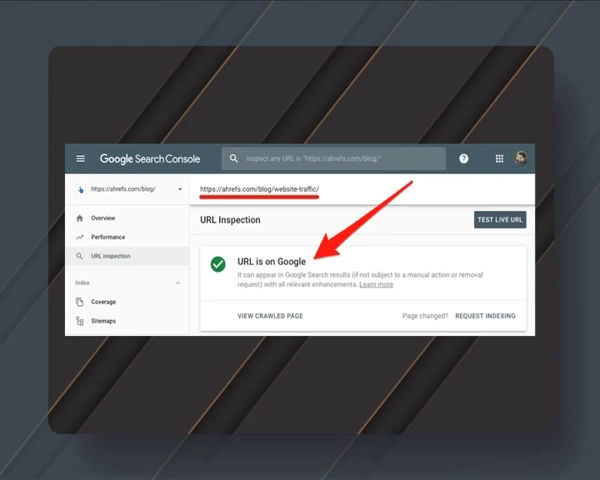 Google Search Console
Inspect any URL in "https://ahrefs.com/blog/"
https://ahrefs.com/blog/
https://ahrefs.com/blog/website-traffic/
Overview
Performance
URL inspection
Index
Coverage
Sitemaps
URL Inspection
TEST LIVE URL
URL is on Google
It can appear in Google Search results (if not subject to a manual action or removal
request) with all relevant enhancements. Learn more
VIEW CRAWLED PAGE
Page changed? REQUEST INDEXING